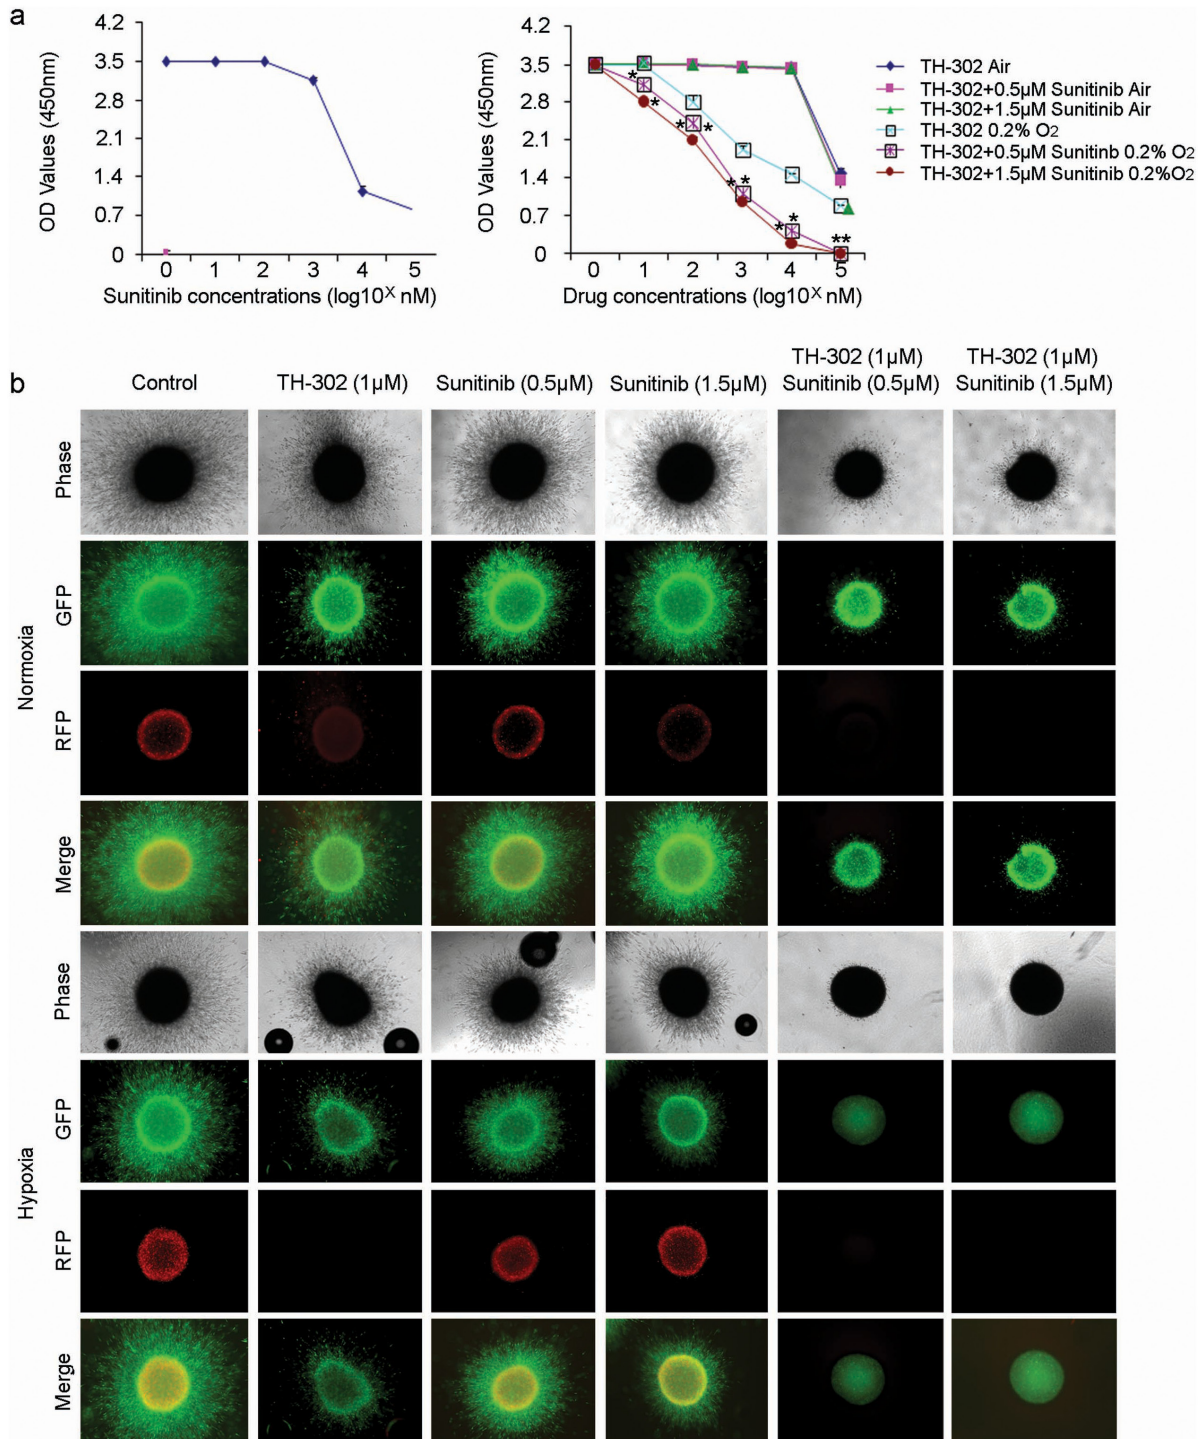 a
4.2
3.5
2.8
2.1
1.4
0.7
0
OD Values (450nm)
0 1 2 3 4 5
Sunitinib concentrations (log10X nM)
4.2
3.5
2.8
2.1
1.4
0.7
0
OD Values (450nm)
* * * * * * * * **
0 1 2 3 4 5
Drug concentrations (log10X nM)
TH-302 Air
TH-302+0.5µM Sunitinib Air
TH-302+1.5µM Sunitinib Air
TH-302 0.2% O2
TH-302+0.5µM Sunitinb 0.2% O2
TH-302+1.5µM Sunitinib 0.2%O2
b
Control
TH-302 (1µM)
Sunitinib (0.5µM)
Sunitinib (1.5µM)
TH-302 (1µM)
Sunitinib (0.5µM)
TH-302 (1µM)
Sunitinib (1.5µM)
Normoxia
Phase
GFP
RFP
Merge
Hypoxia
Phase
GFP
RFP
Merge